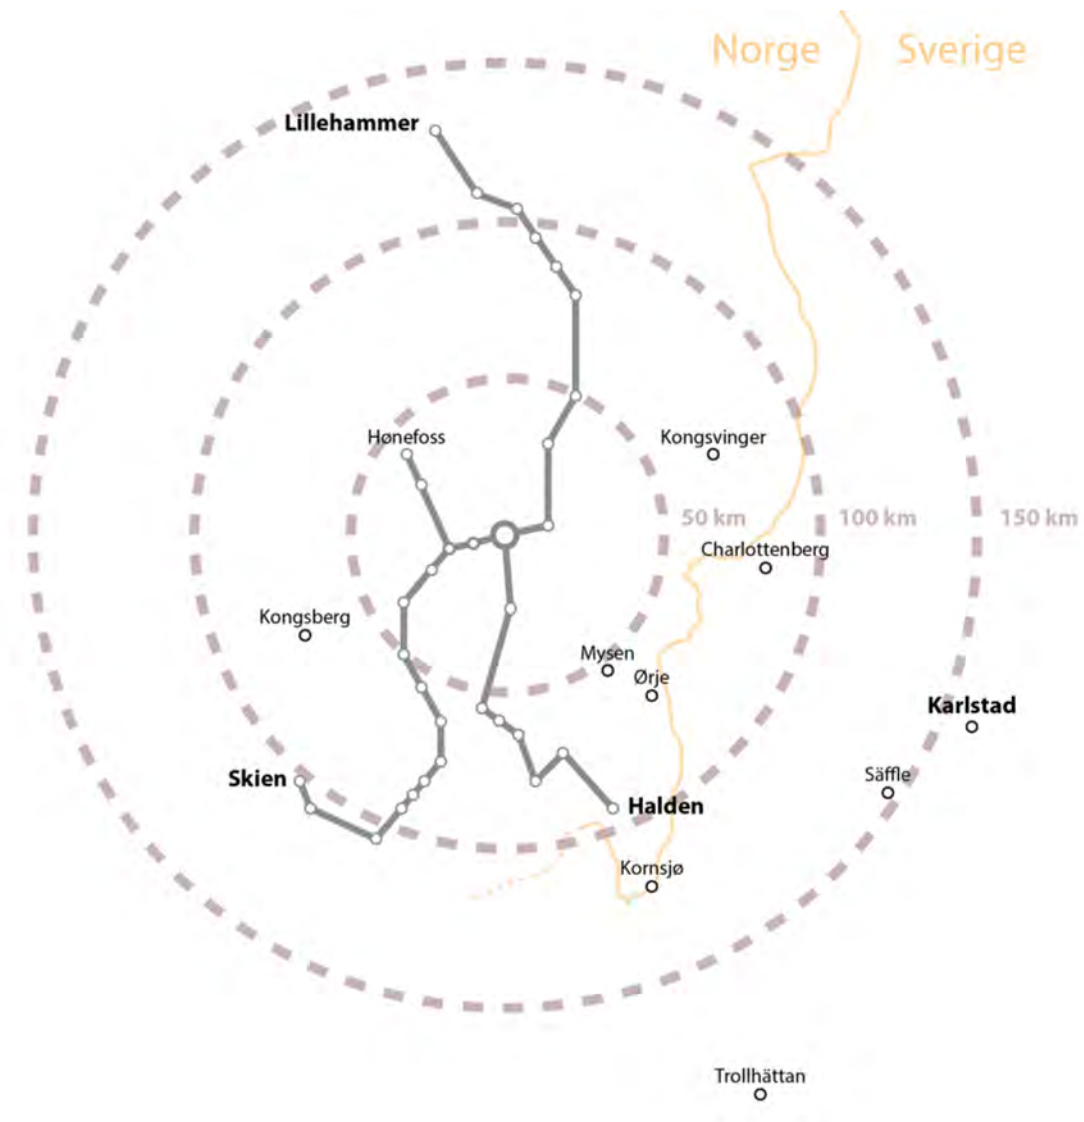 Norge
Sverige
Lillehammer
Hønefoss
Kongsvinger
50 km
100 km
150 km
Charlottenberg
Kongsberg
Mysen
Ørje
Karlstad
Skien
Säffle
Halden
Kornsjø
Trollhättan